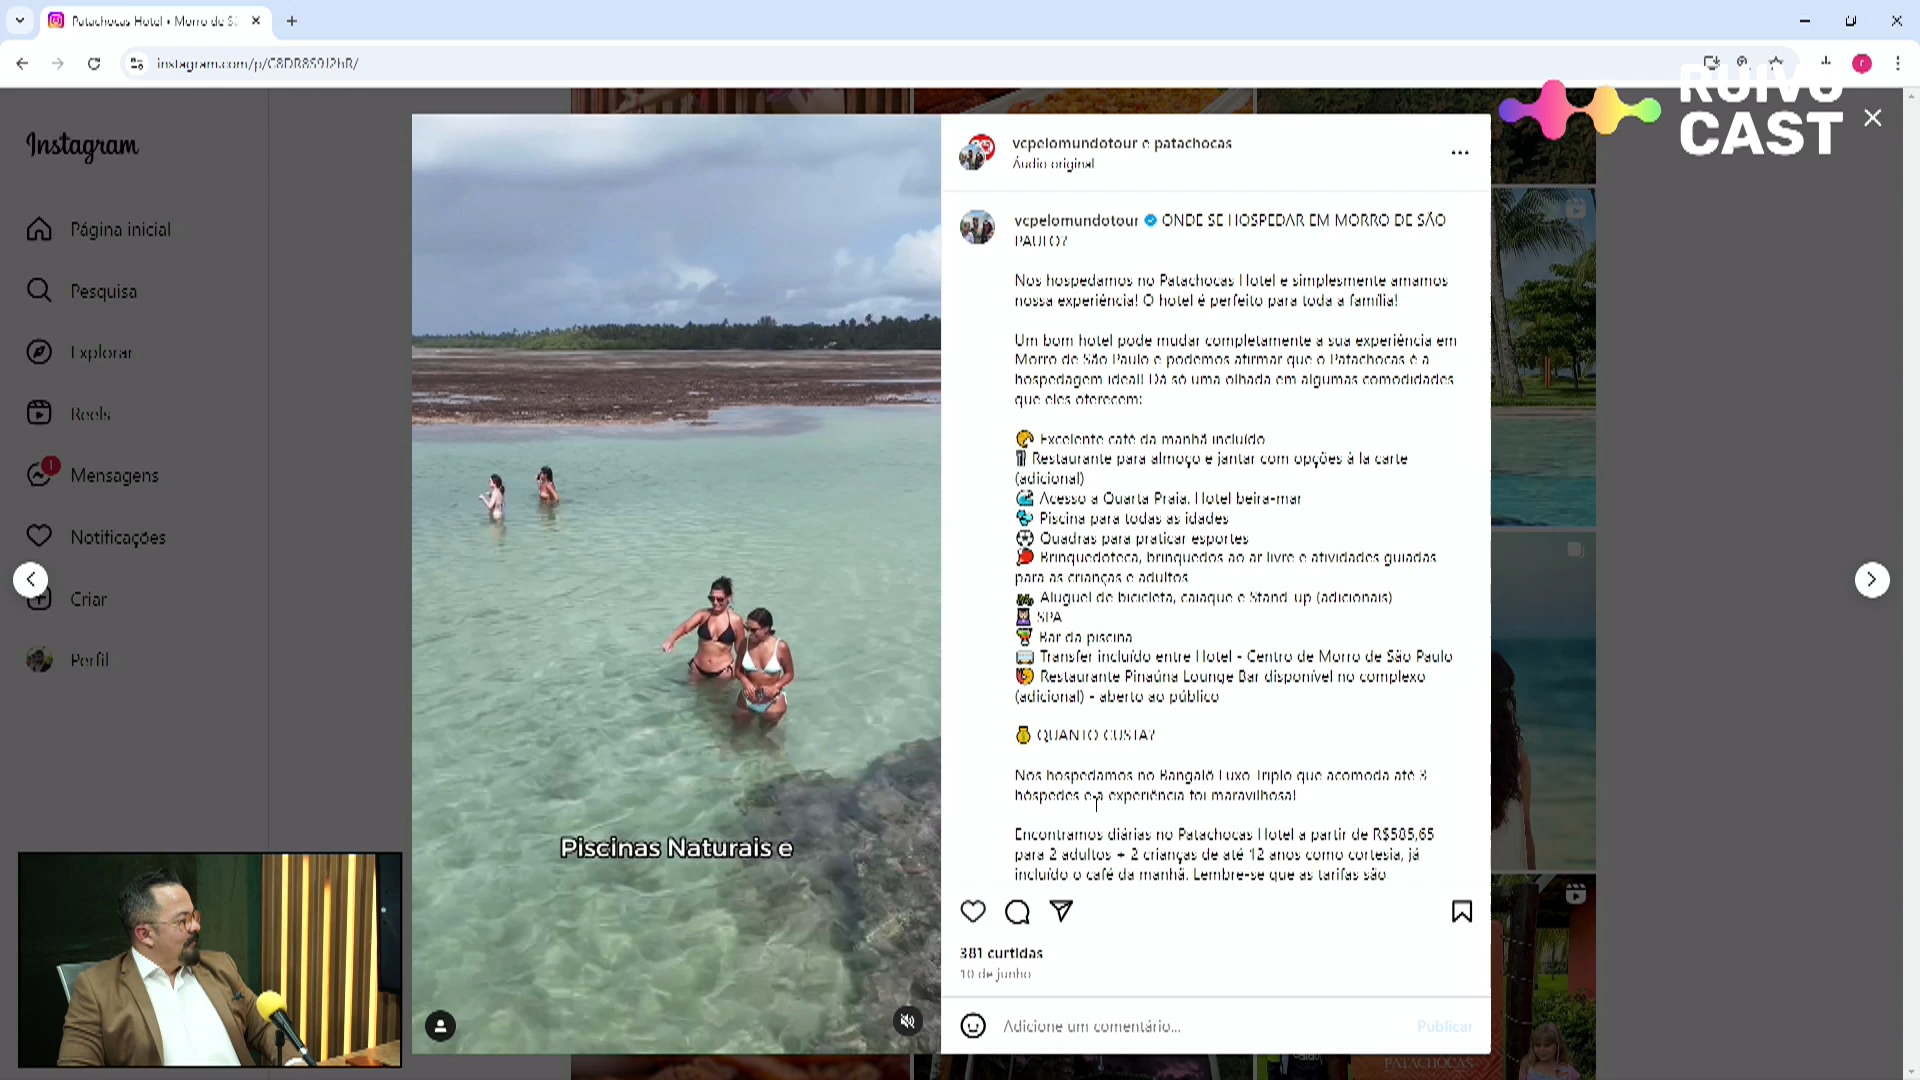 Patachocas Hotel • Morro de S
instagram.com/p/C8DR8S9J2hR/
RUIVO
CAST
Instagram
Página inicial
Pesquisa
Explorar
Reels
1
Mensagens
Notificações
Criar
Perfil
Piscinas Naturais e
vcpelomundotour e patachocas
Áudio original
vcpelomundotour ONDE SE HOSPEDAR EM MORRO DE SÃO
PAULO?
Nos hospedamos no Patachocas Hotel e simplesmente amamos
nossa experiência! O hotel é perfeito para toda a família!
Um bom hotel pode mudar completamente a sua experiência em
Morro de São Paulo e podemos afirmar que o Patachocas é a
hospedagem ideal! Dá só uma olhada em algumas comodidades
que eles oferecem:
🥐 Excelente café da manhã incluído
🍴 Restaurante para almoço e jantar com opções à la carte
(adicional)
🌊 Acesso a Quarta Praia. Hotel beira-mar
🩴 Piscina para todas as idades
⚽ Quadras para praticar esportes
🏓 Brinquedoteca, brinquedos ao ar livre e atividades guiadas
para as crianças e adultos
🚲 Aluguel de bicicleta, caiaque e Stand-up (adicionais)
💆 SPA
🍹 Bar da piscina
🚌 Transfer incluído entre Hotel - Centro de Morro de São Paulo
🥘 Restaurante Pinaúna Lounge Bar disponível no complexo
(adicional) - aberto ao público
💰 QUANTO CUSTA?
Nos hospedamos no Bangalô Luxo Triplo que acomoda até 3
hóspedes e a experiência foi maravilhosa!
Encontramos diárias no Patachocas Hotel a partir de R$585,65
para 2 adultos + 2 crianças de até 12 anos como cortesia, já
incluído o café da manhã. Lembre-se que as tarifas são
381 curtidas
10 de junho
Adicione um comentário...
Publicar
PATACHOCAS